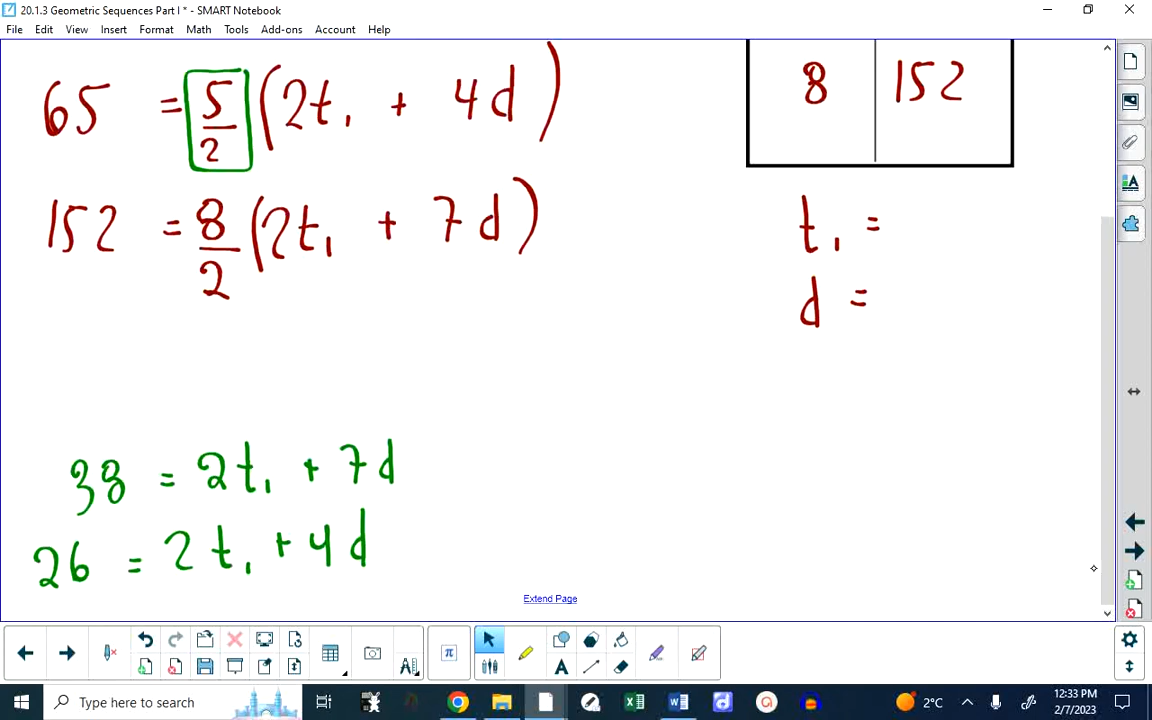 20.1.3 Geometric Sequences Part I * - SMART Notebook
File Edit View Insert Format Math Tools Add-ons Account Help
65 = 5/2 (2t₁ + 4d)
8 152
152 = 8/2 (2t₁ + 7d)
t₁ =
d =
38 = 2t₁ + 7d
26 = 2t₁ + 4d
Extend Page
Type here to search
2°C
12:33 PM
2/7/2023